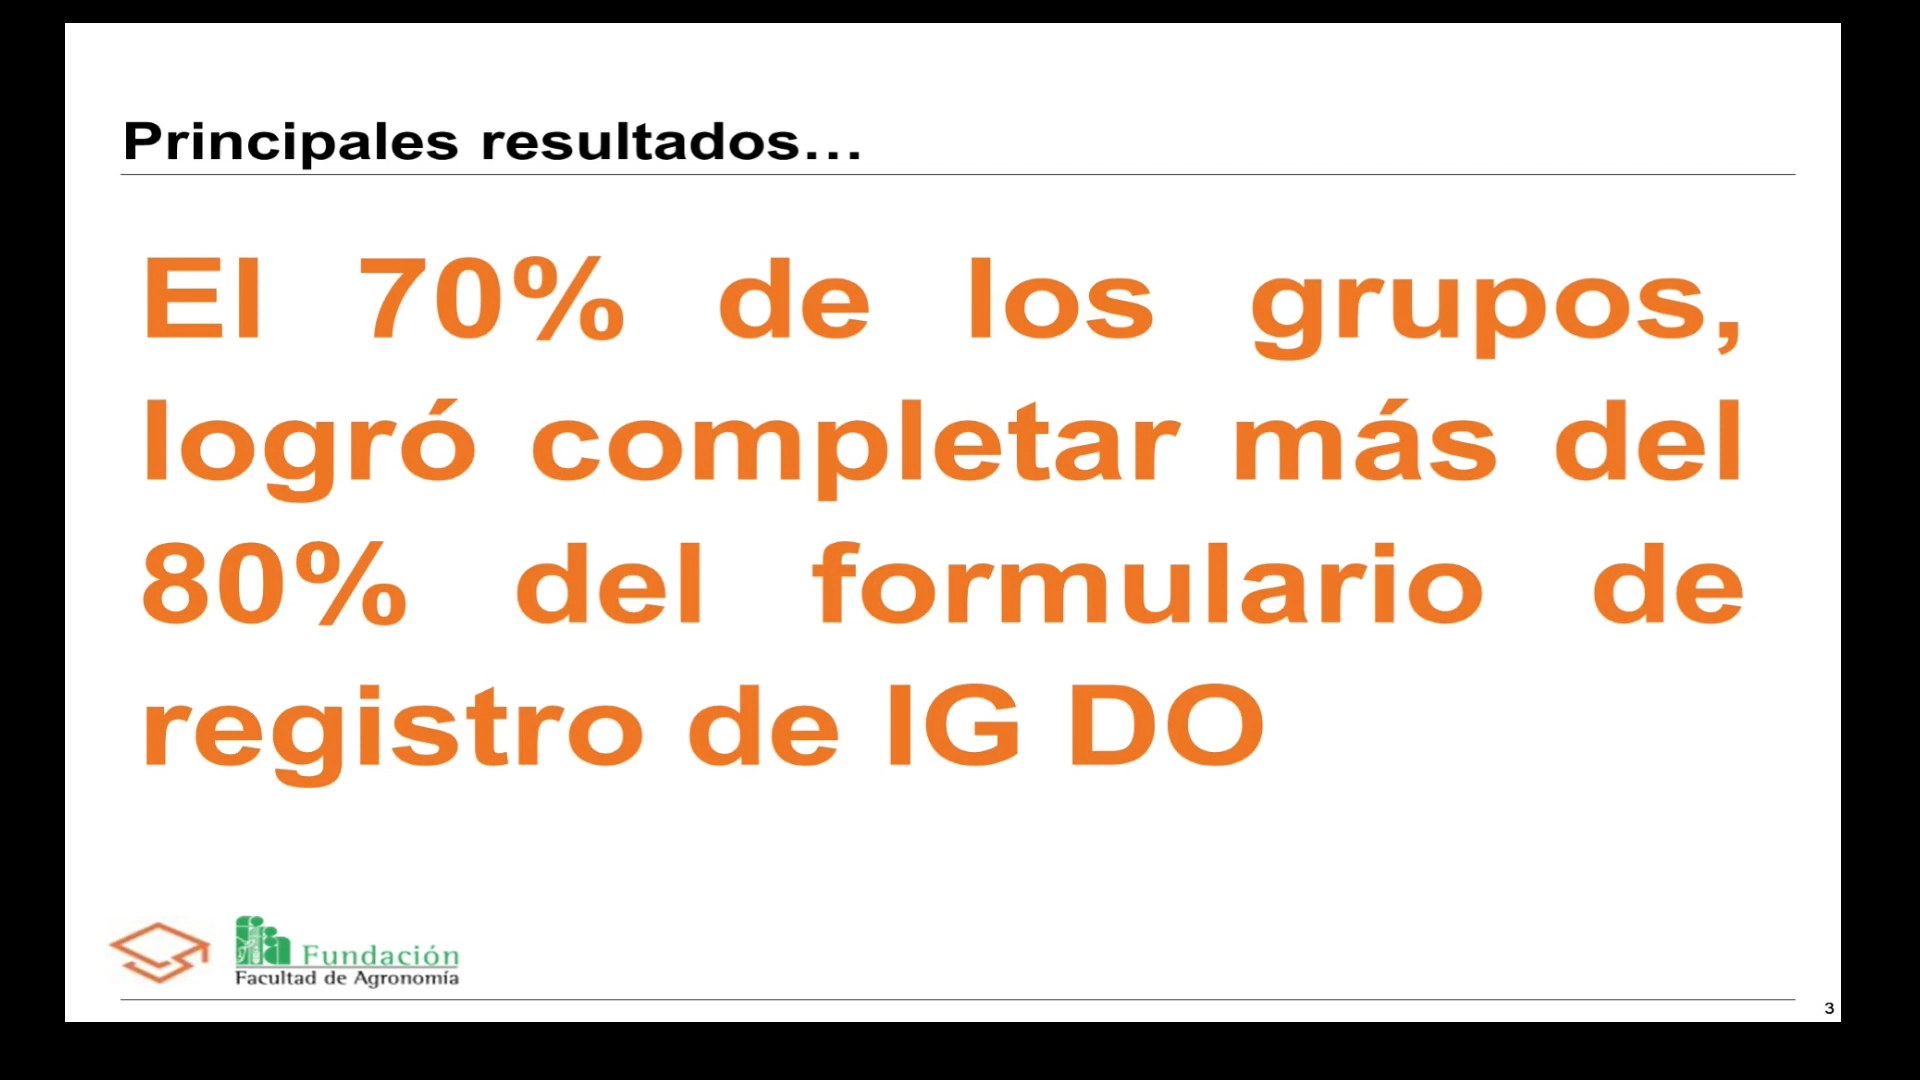 Principales resultados…
El 70% de los grupos,
logró completar más del
80% del formulario de
registro de IG DO
Fundación
Facultad de Agronomía
3